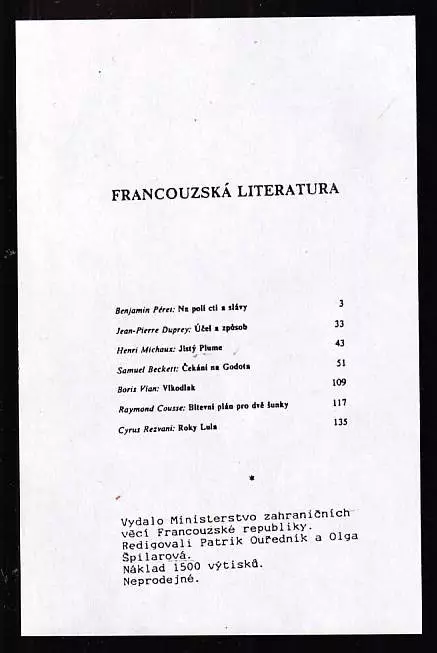 FRANCOUZSKÁ LITERATURA
Benjamin Péret: Na poli cti a slávy 3
Jean-Pierre Duprey: Účel a způsob 33
Henri Michaux: Jistý Plume 43
Samuel Beckett: Čekání na Godota 51
Boris Vian: Vlkodlak 109
Raymond Cousse: Bitevní plán pro dvě šunky 117
Cyrus Rezvani: Roky Lula 135
*
Vydalo Ministerstvo zahraničních
věcí Francouzské republiky.
Redigovali Patrik Ouředník a Olga
Špilarová.
Náklad 1500 výtisků.
Neprodejné.